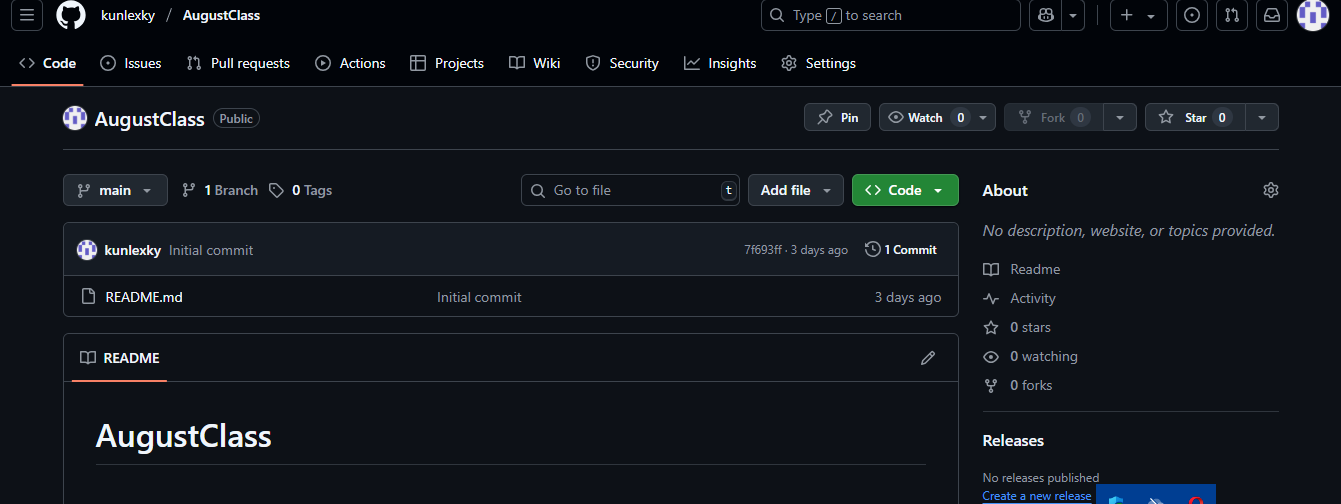 kunlexky / AugustClass
Type / to search
Code
Issues
Pull requests
Actions
Projects
Wiki
Security
Insights
Settings
AugustClass Public
Pin
Watch 0
Fork 0
Star 0
main
1 Branch
0 Tags
Go to file t
Add file
Code
kunlexky Initial commit 7f693ff · 3 days ago 1 Commit
README.md Initial commit 3 days ago
README
AugustClass
About
No description, website, or topics provided.
Readme
Activity
0 stars
0 watching
0 forks
Releases
No releases published
Create a new release